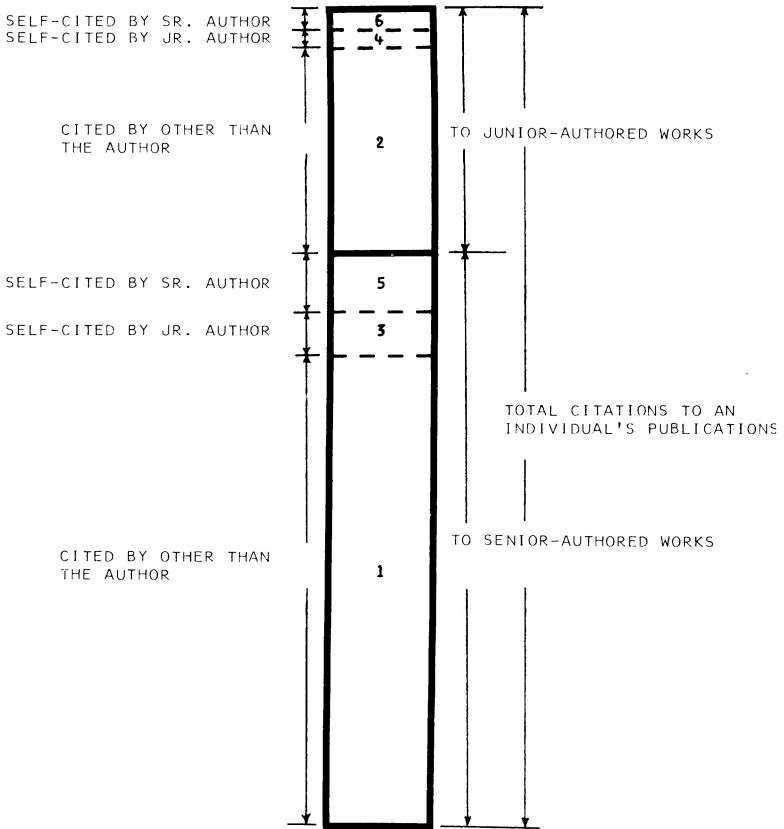 SELF-CITED BY SR. AUTHOR
6
SELF-CITED BY JR. AUTHOR
4
CITED BY OTHER THAN
THE AUTHOR
2
TO JUNIOR-AUTHORED WORKS
SELF-CITED BY SR. AUTHOR
5
SELF-CITED BY JR. AUTHOR
3
TOTAL CITATIONS TO AN
INDIVIDUAL'S PUBLICATIONS
TO SENIOR-AUTHORED WORKS
CITED BY OTHER THAN
THE AUTHOR
1